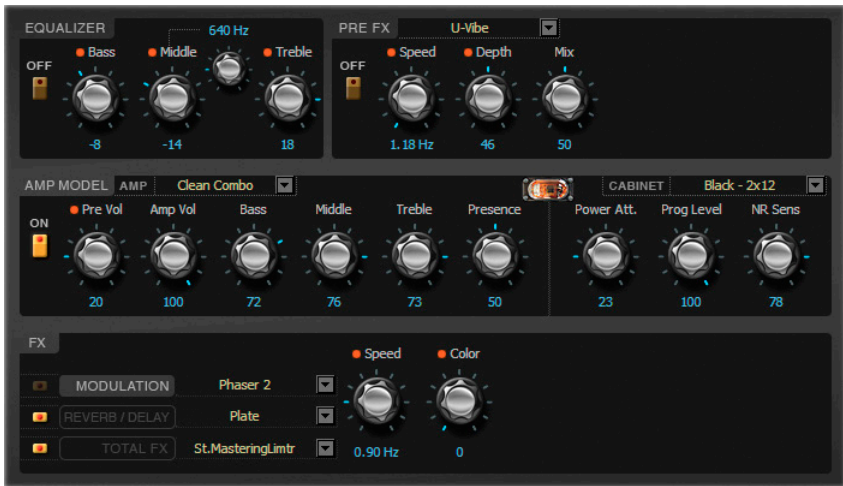 EQUALIZER 640 Hz PRE FX U-Vibe
OFF Bass Middle Treble OFF Speed Depth Mix
-8 -14 18 1.18 Hz 46 50
AMP MODEL AMP Clean Combo CABINET Black - 2x12
ON Pre Vol Amp Vol Bass Middle Treble Presence Power Att. Prog Level NR Sens
20 100 72 76 73 50 23 100 78
FX
Speed Color
MODULATION Phaser 2
REVERB / DELAY Plate
TOTAL FX St.MasteringLimtr 0.90 Hz 0